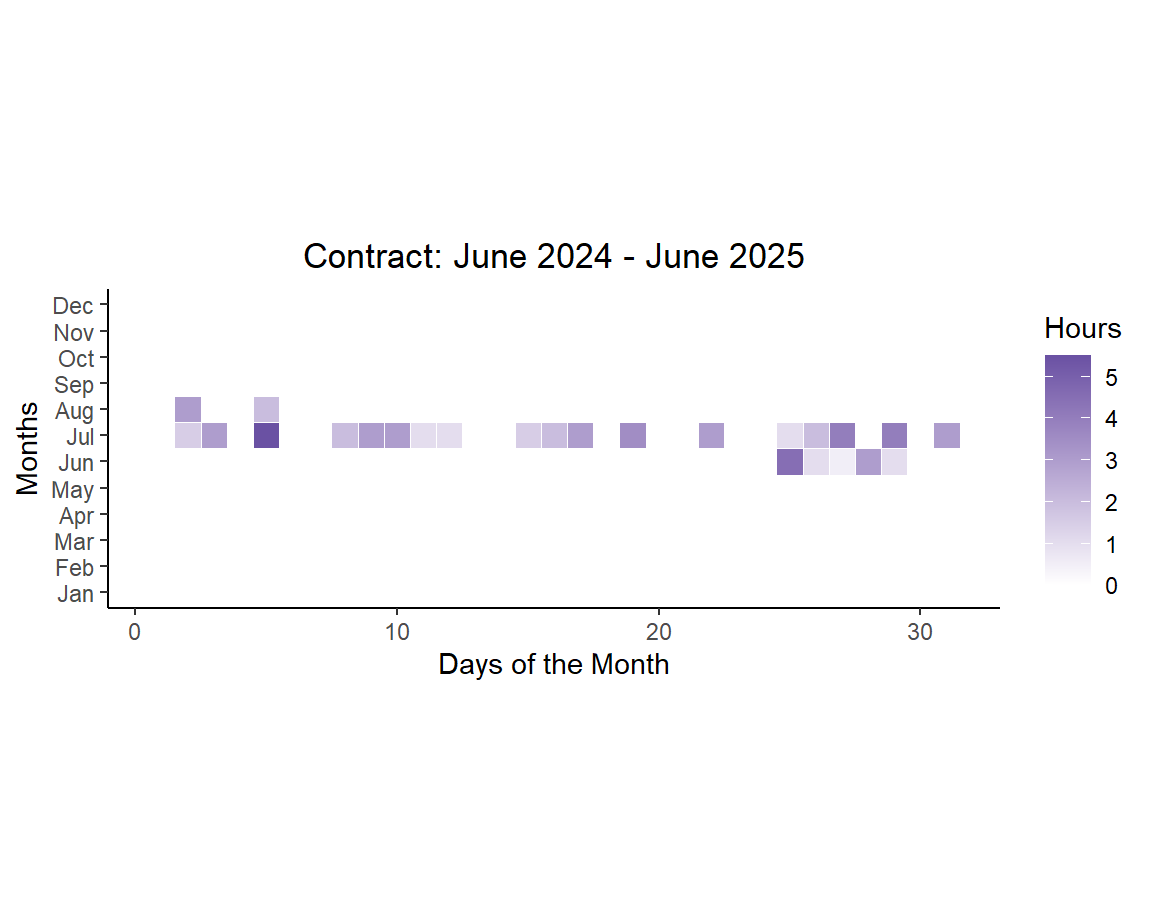 Contract: June 2024 - June 2025
Dec
Nov
Oct
Sep
Aug
Jul
Jun
May
Apr
Mar
Feb
Jan
Months
0 10 20 30
Days of the Month
Hours
5
4
3
2
1
0